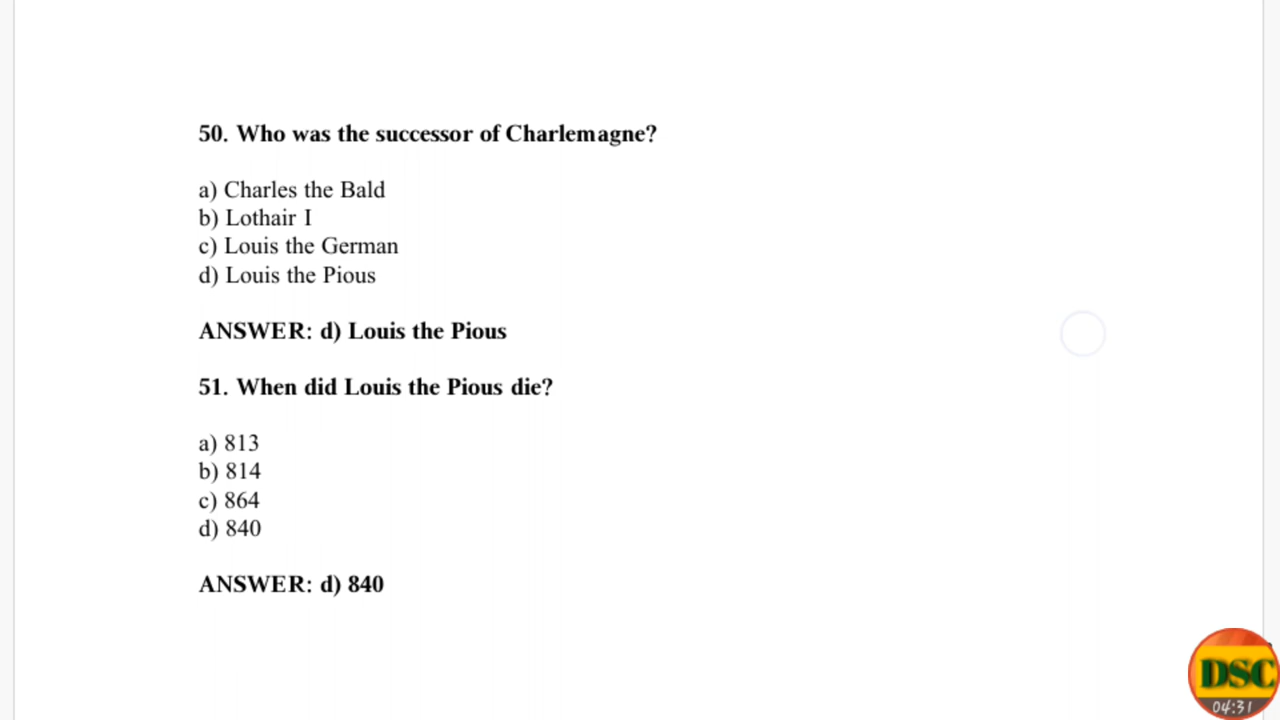 50. Who was the successor of Charlemagne?
a) Charles the Bald
b) Lothair I
c) Louis the German
d) Louis the Pious
ANSWER: d) Louis the Pious
51. When did Louis the Pious die?
a) 813
b) 814
c) 864
d) 840
ANSWER: d) 840
DSC
04:31